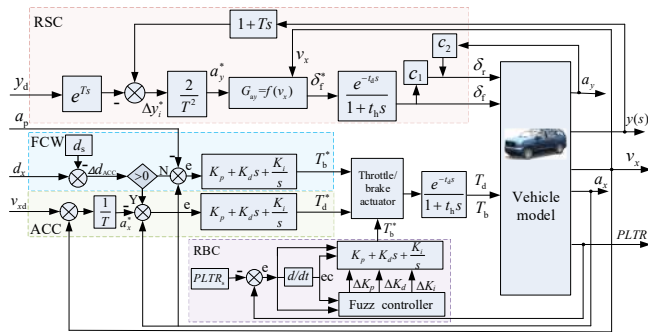 RSC
1+Ts
y_d
e^{Ts}
-
Δy_i^*
2/T^2
a_y^*
v_x
G_{ay}=f(v_x)
δ_f^*
e^{-t_d s}/(1+t_h s)
c_1
c_2
δ_r
δ_f
a_y
y(s)
v_x
a_x
PLTR
Vehicle model
a_p
FCW
d_s
-
d_x
Δd_{ACC}
>0
N
Y
-
e
K_p+K_d s+K_i/s
T_b^*
v_{xd}
ACC
1/T
a_x^*
-
e
K_p+K_d s+K_i/s
T_d^*
Throttle/
brake
actuator
e^{-t_d s}/(1+t_h s)
T_d
T_b
T_b^*
RBC
PLTR_s
-
e
d/dt
ec
K_p+K_d s+K_i/s
ΔK_p
ΔK_d
ΔK_i
Fuzz controller